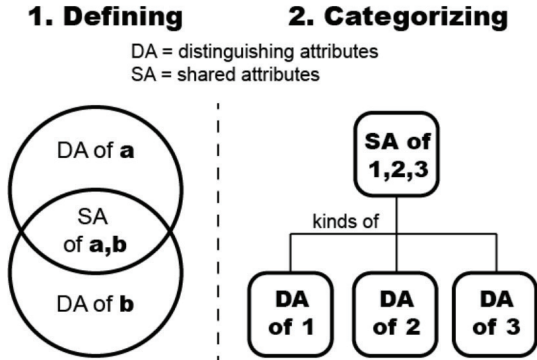 1. Defining
2. Categorizing
DA = distinguishing attributes
SA = shared attributes
DA of a
SA
of a,b
DA of b
SA of
1,2,3
kinds of
DA
of 1
DA
of 2
DA
of 3